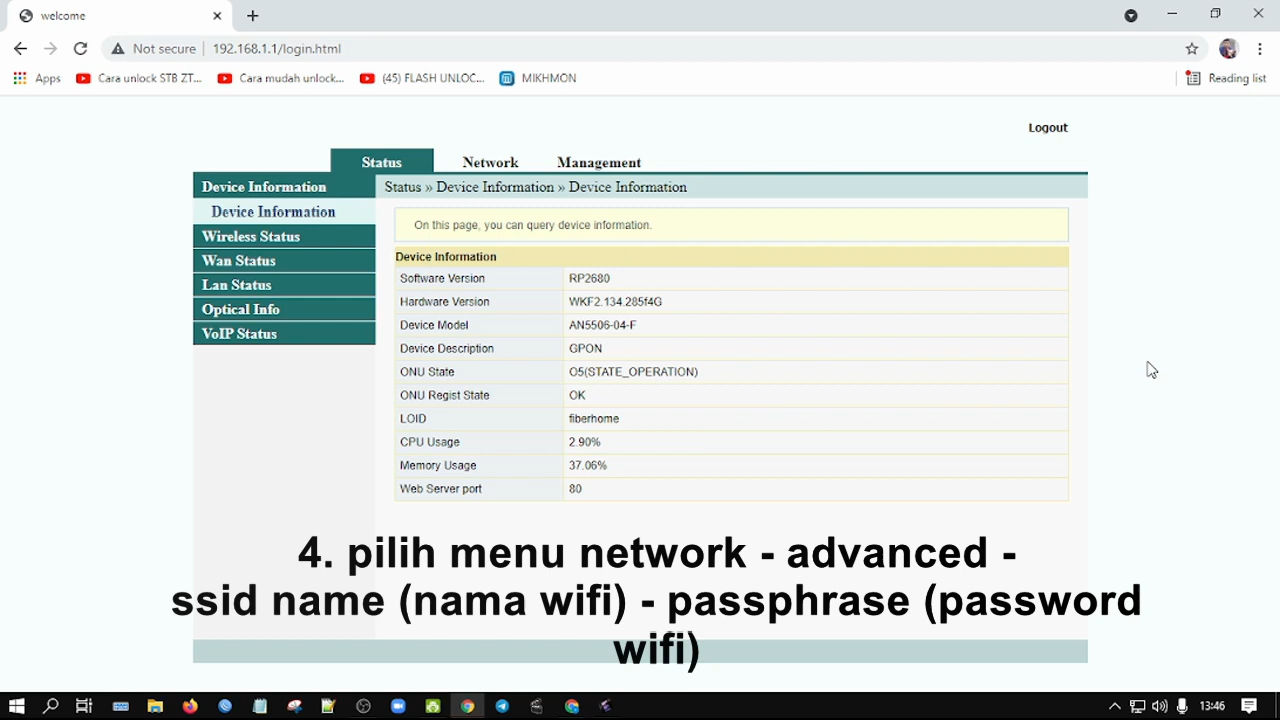 welcome
Not secure
192.168.1.1/login.html
Apps
Cara unlock STB ZT...
Cara mudah unlock...
(45) FLASH UNLOC...
MIKHMON
Reading list
Logout
Status
Network
Management
Device Information
Device Information
Wireless Status
Wan Status
Lan Status
Optical Info
VoIP Status
Status » Device Information » Device Information
On this page, you can query device information.
Device Information
Software Version RP2680
Hardware Version WKF2.134.285f4G
Device Model AN5506-04-F
Device Description GPON
ONU State O5(STATE_OPERATION)
ONU Regist State OK
LOID fiberhome
CPU Usage 2.90%
Memory Usage 37.06%
Web Server port 80
4. pilih menu network - advanced -
ssid name (nama wifi) - passphrase (password
wifi)
13:46